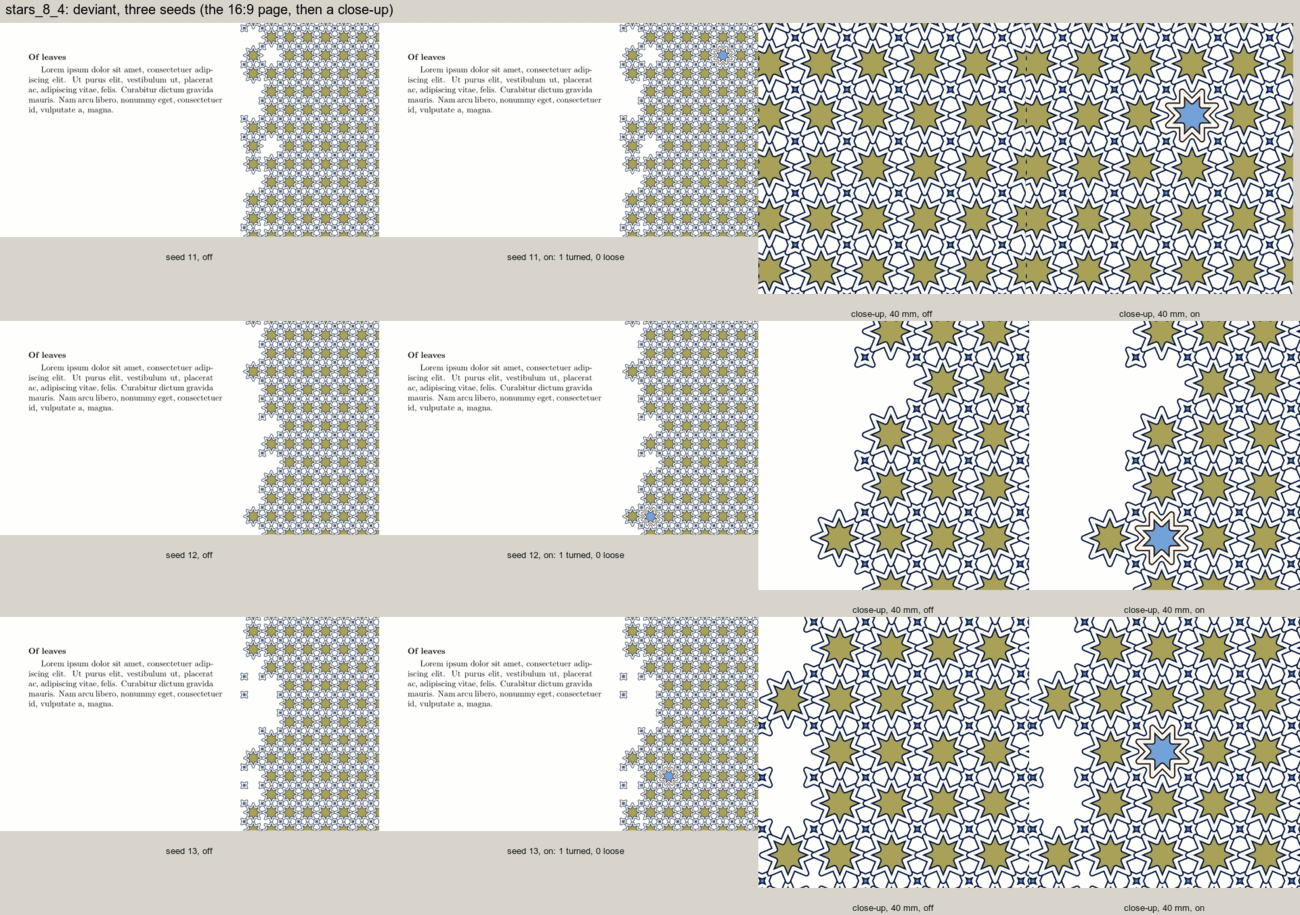 stars_8_4: deviant, three seeds (the 16:9 page, then a close-up)
Of leaves
Lorem ipsum dolor sit amet, consectetuer adip-
iscing elit. Ut purus elit, vestibulum ut, placerat
ac, adipiscing vitae, felis. Curabitur dictum gravida
mauris. Nam arcu libero, nonummy eget, consectetuer
id, vulputate a, magna.
Of leaves
Lorem ipsum dolor sit amet, consectetuer adip-
iscing elit. Ut purus elit, vestibulum ut, placerat
ac, adipiscing vitae, felis. Curabitur dictum gravida
mauris. Nam arcu libero, nonummy eget, consectetuer
id, vulputate a, magna.
seed 11, off
seed 11, on: 1 turned, 0 loose
close-up, 40 mm, off
close-up, 40 mm, on
Of leaves
Lorem ipsum dolor sit amet, consectetuer adip-
iscing elit. Ut purus elit, vestibulum ut, placerat
ac, adipiscing vitae, felis. Curabitur dictum gravida
mauris. Nam arcu libero, nonummy eget, consectetuer
id, vulputate a, magna.
Of leaves
Lorem ipsum dolor sit amet, consectetuer adip-
iscing elit. Ut purus elit, vestibulum ut, placerat
ac, adipiscing vitae, felis. Curabitur dictum gravida
mauris. Nam arcu libero, nonummy eget, consectetuer
id, vulputate a, magna.
seed 12, off
seed 12, on: 1 turned, 0 loose
close-up, 40 mm, off
close-up, 40 mm, on
Of leaves
Lorem ipsum dolor sit amet, consectetuer adip-
iscing elit. Ut purus elit, vestibulum ut, placerat
ac, adipiscing vitae, felis. Curabitur dictum gravida
mauris. Nam arcu libero, nonummy eget, consectetuer
id, vulputate a, magna.
Of leaves
Lorem ipsum dolor sit amet, consectetuer adip-
iscing elit. Ut purus elit, vestibulum ut, placerat
ac, adipiscing vitae, felis. Curabitur dictum gravida
mauris. Nam arcu libero, nonummy eget, consectetuer
id, vulputate a, magna.
seed 13, off
seed 13, on: 1 turned, 0 loose
close-up, 40 mm, off
close-up, 40 mm, on